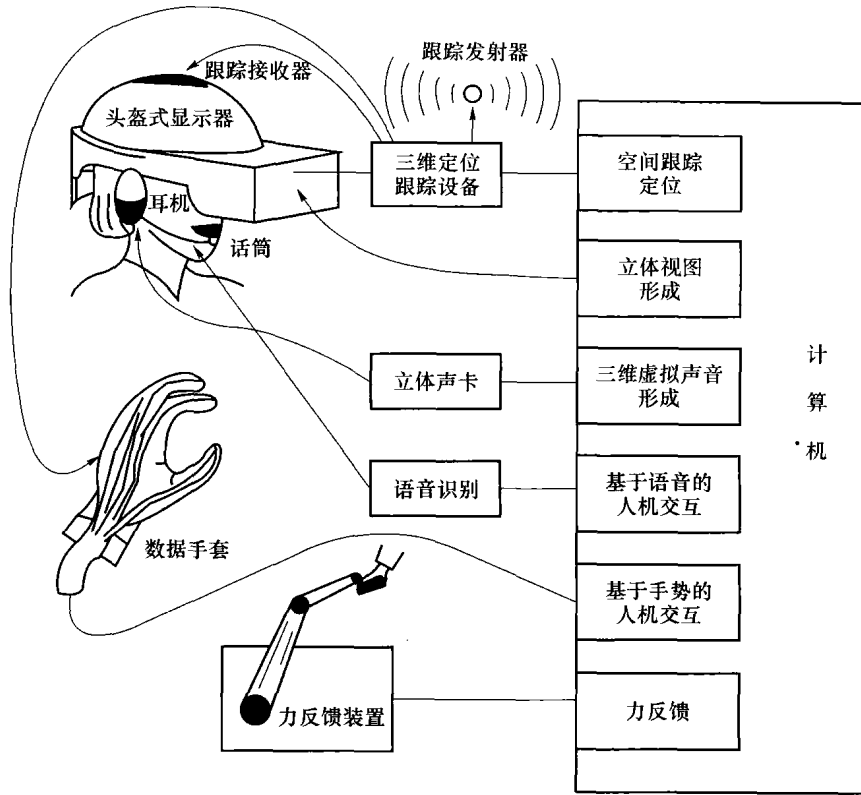 跟踪发射器
跟踪接收器
头盔式显示器
三维定位
跟踪设备
空间跟踪
定位
耳机
话筒
立体视图
形成
立体声卡
三维虚拟声音
形成
计
算
机
语音识别
基于语音的
人机交互
数据手套
基于手势的
人机交互
力反馈装置
力反馈